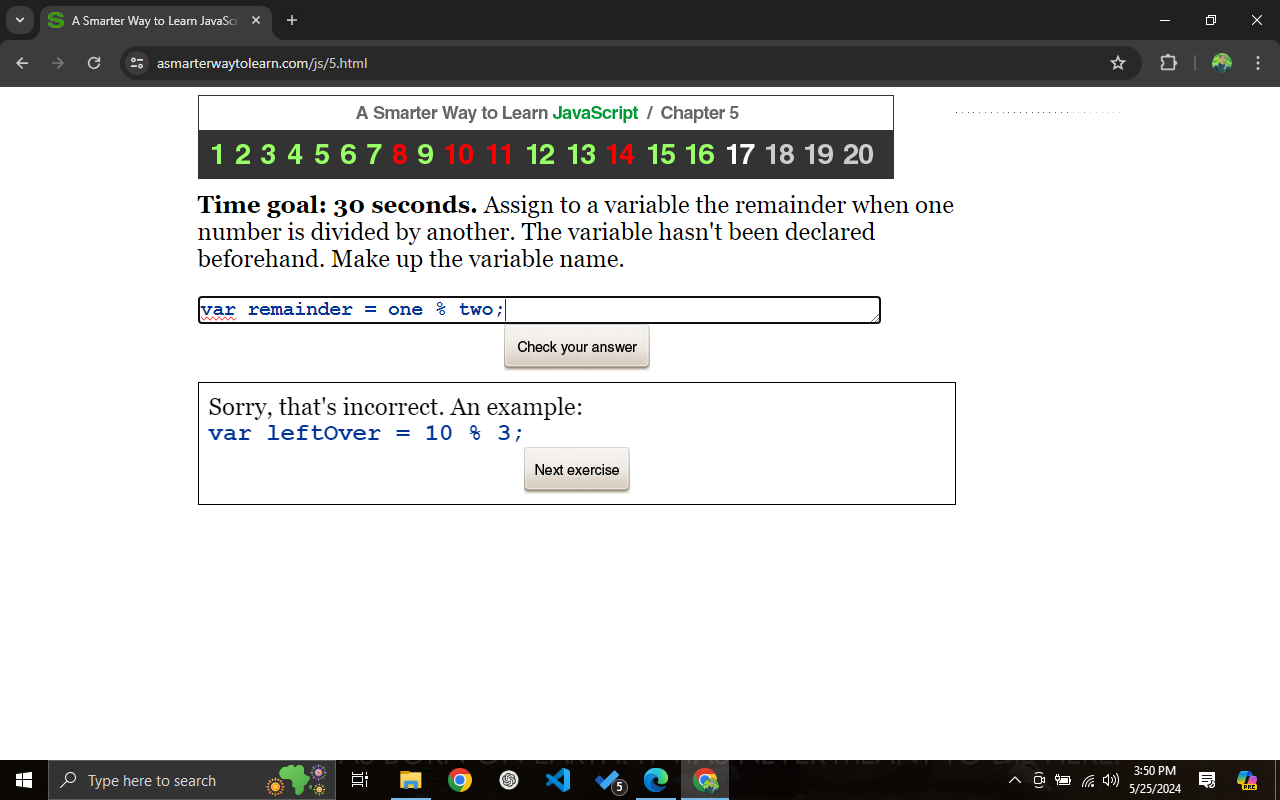 A Smarter Way to Learn JavaScr
asmarterwaytolearn.com/js/5.html
A Smarter Way to Learn JavaScript / Chapter 5
1 2 3 4 5 6 7 8 9 10 11 12 13 14 15 16 17 18 19 20
Time goal: 30 seconds. Assign to a variable the remainder when one
number is divided by another. The variable hasn't been declared
beforehand. Make up the variable name.
var remainder = one % two;
Check your answer
Sorry, that's incorrect. An example:
var leftOver = 10 % 3;
Next exercise
Type here to search
5
3:50 PM
5/25/2024
PRE